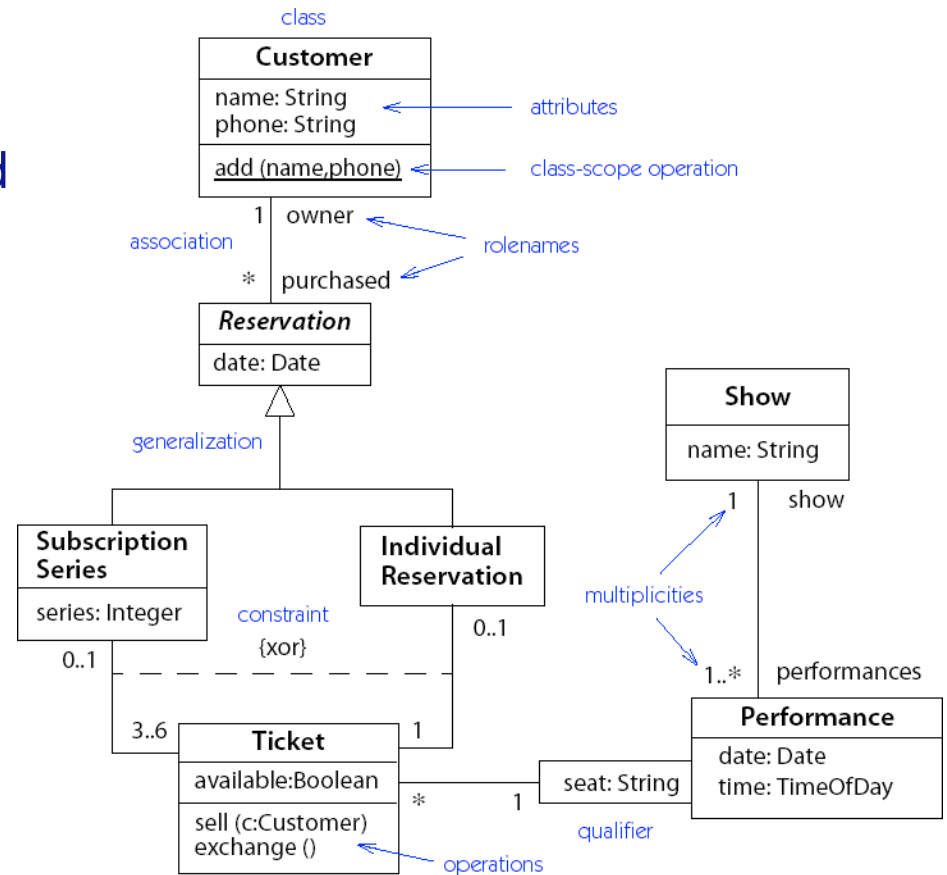 class
Customer
name: String
phone: String
attributes
add (name,phone)
class-scope operation
1 owner
association
rolenames
* purchased
Reservation
date: Date
generalization
Show
name: String
1 show
Subscription
Series
series: Integer
Individual
Reservation
multiplicities
constraint
{xor}
0..1
0..1
1..* performances
3..6
1
Ticket
available:Boolean
sell (c:Customer)
exchange ()
operations
*
1
seat: String
qualifier
Performance
date: Date
time: TimeOfDay